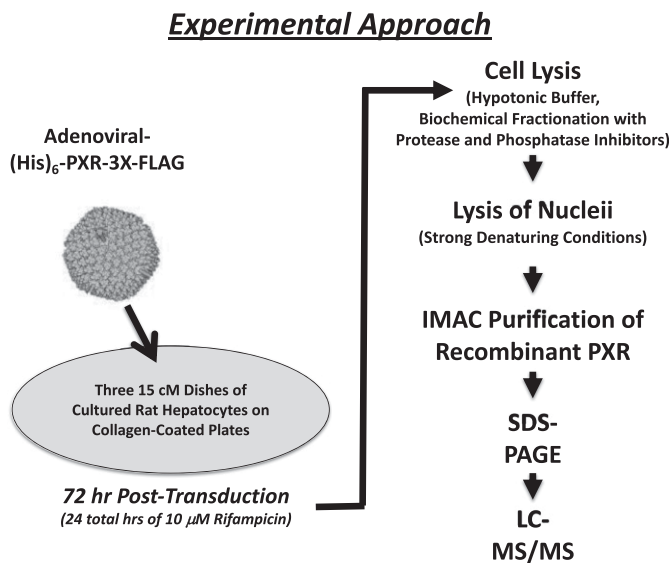 Experimental Approach
Adenoviral-
(His)6-PXR-3X-FLAG
Three 15 cM Dishes of
Cultured Rat Hepatocytes on
Collagen-Coated Plates
72 hr Post-Transduction
(24 total hrs of 10 μM Rifampicin)
Cell Lysis
(Hypotonic Buffer,
Biochemical Fractionation with
Protease and Phosphatase Inhibitors)
Lysis of Nucleii
(Strong Denaturing Conditions)
IMAC Purification of
Recombinant PXR
SDS-
PAGE
LC-
MS/MS